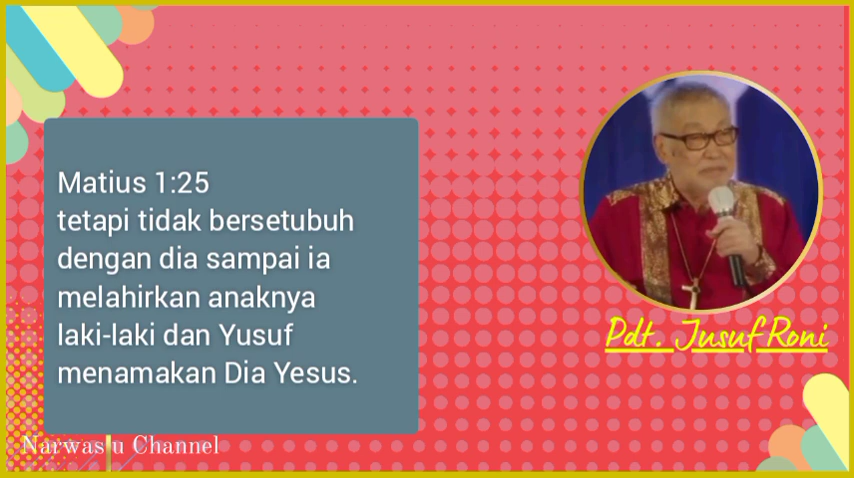 Matius 1:25
tetapi tidak bersetubuh
dengan dia sampai ia
melahirkan anaknya
laki-laki dan Yusuf
menamakan Dia Yesus.
Pdt. Jusuf Roni
Narwastu Channel